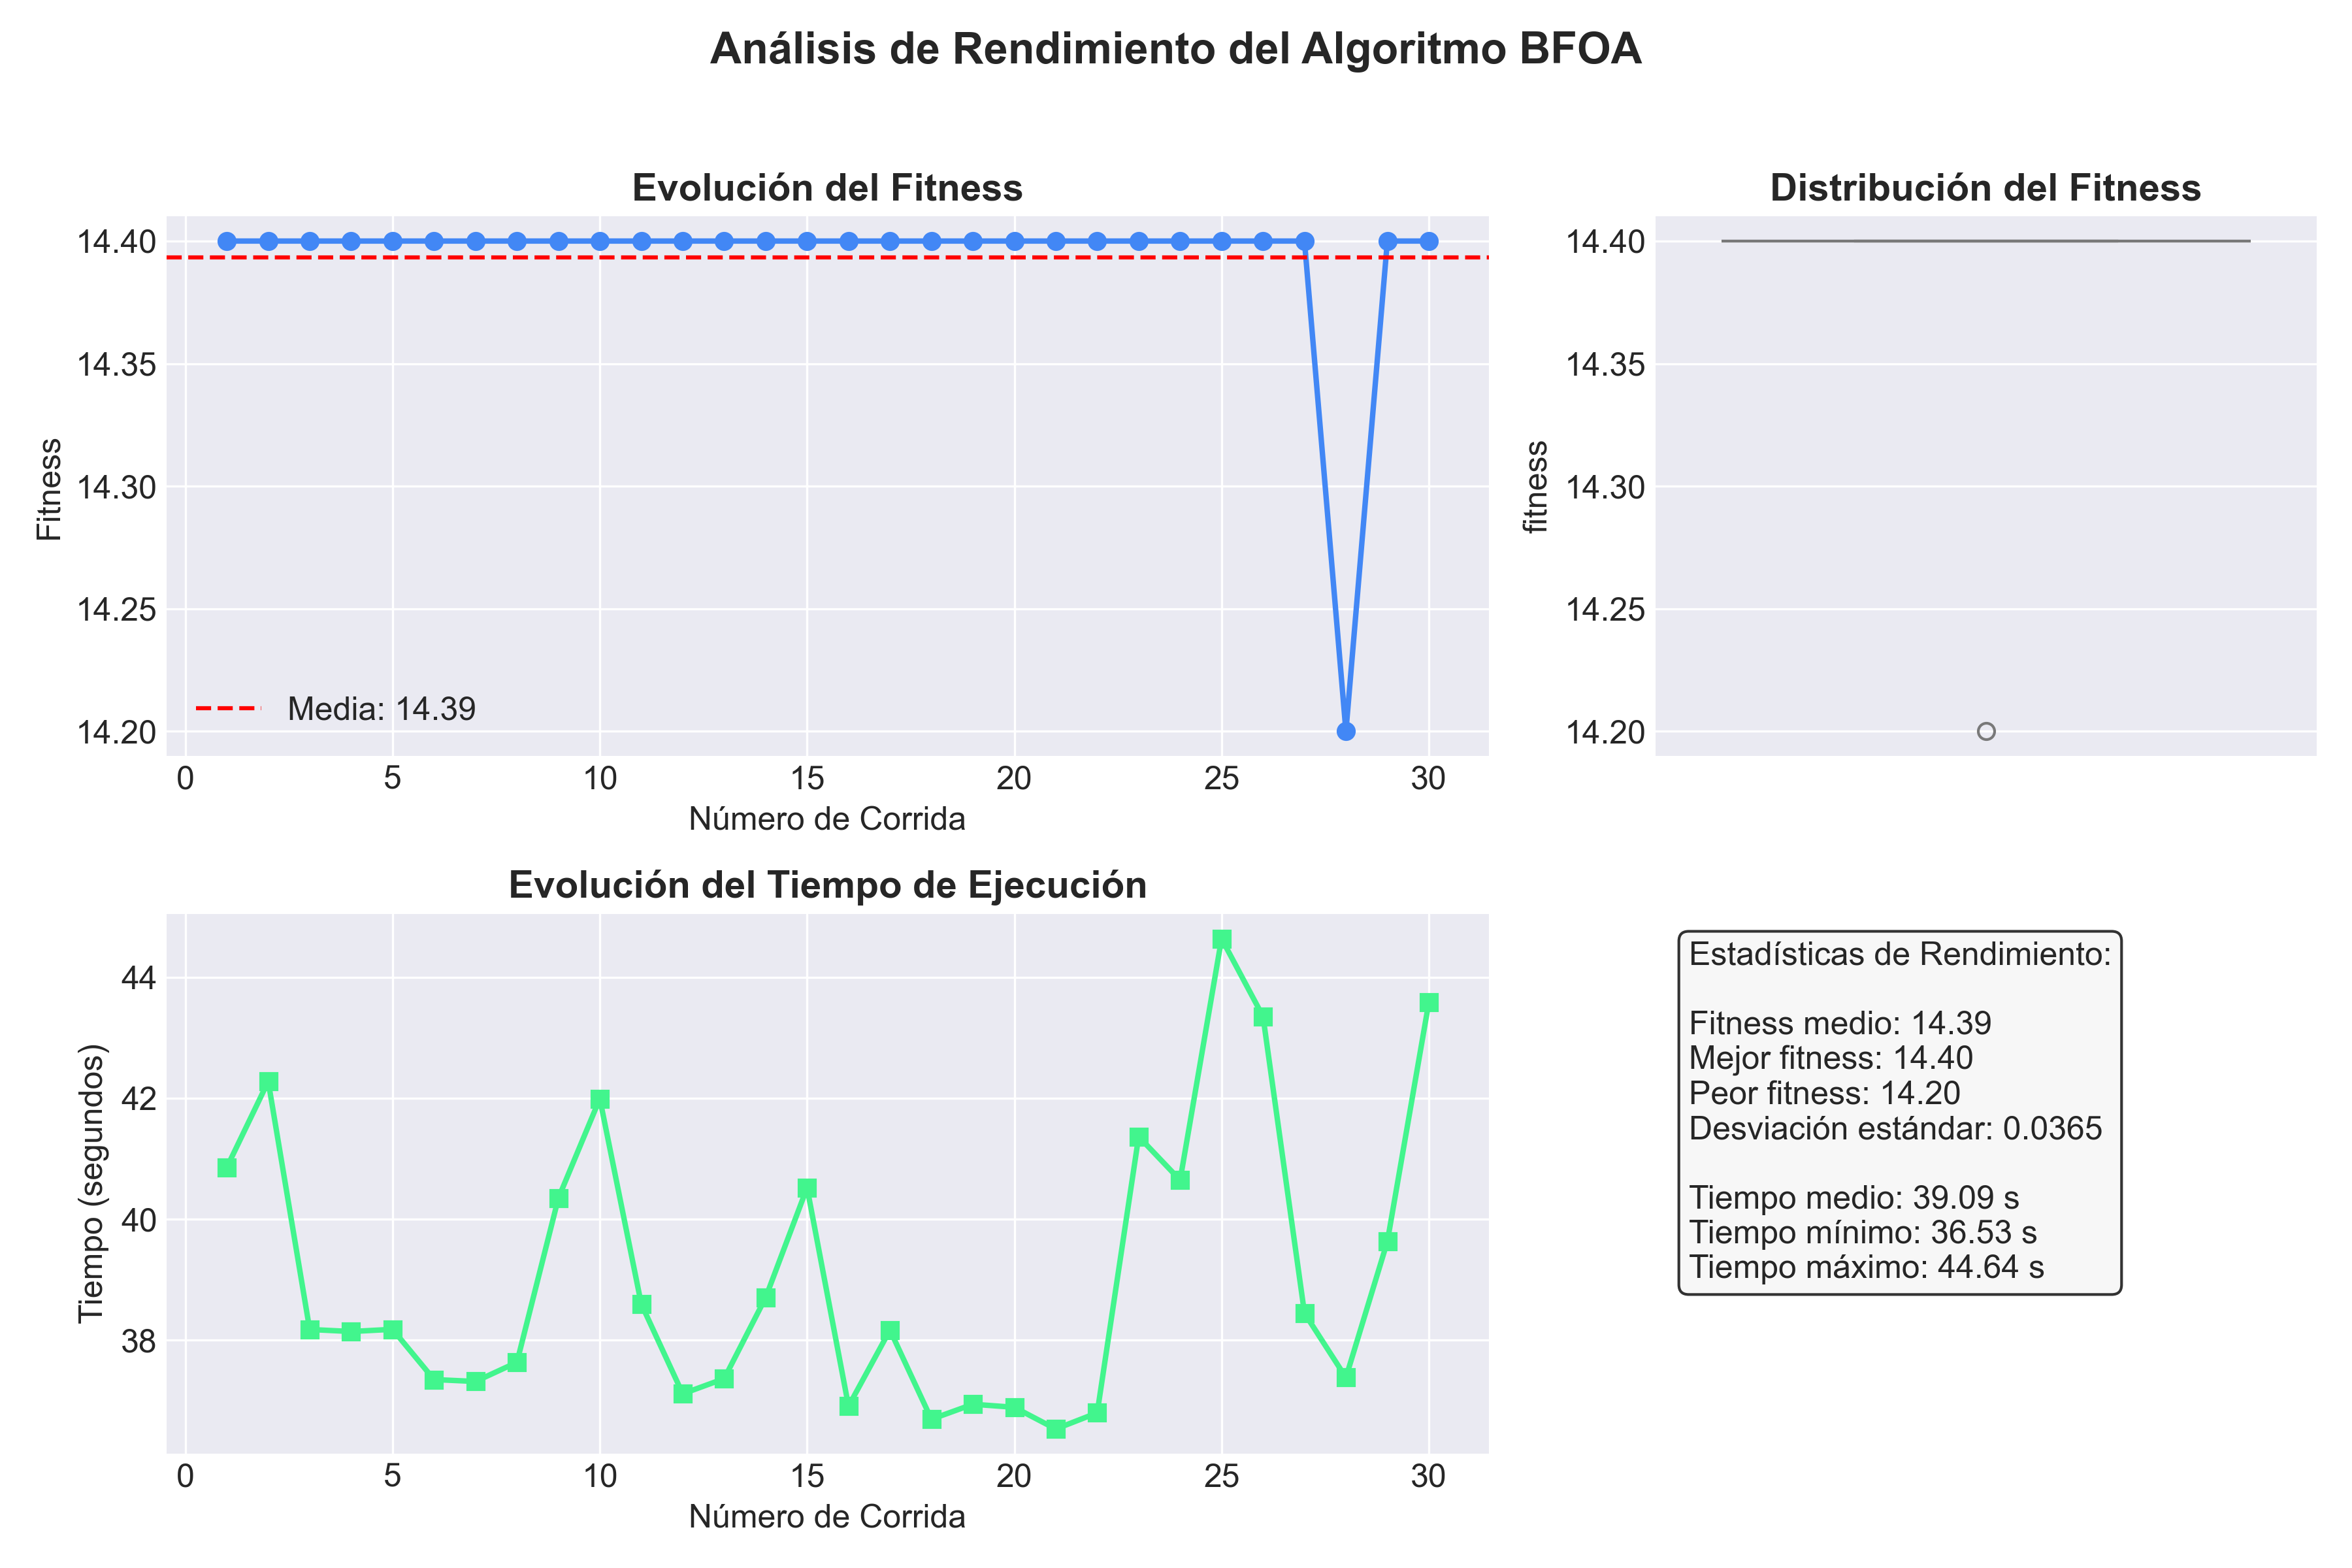 Análisis de Rendimiento del Algoritmo BFOA
Evolución del Fitness
Fitness
14.40
14.35
14.30
14.25
14.20
Media: 14.39
0 5 10 15 20 25 30
Número de Corrida
Distribución del Fitness
fitness
14.40
14.35
14.30
14.25
14.20
Evolución del Tiempo de Ejecución
Tiempo (segundos)
44
42
40
38
0 5 10 15 20 25 30
Número de Corrida
Estadísticas de Rendimiento:
Fitness medio: 14.39
Mejor fitness: 14.40
Peor fitness: 14.20
Desviación estándar: 0.0365
Tiempo medio: 39.09 s
Tiempo mínimo: 36.53 s
Tiempo máximo: 44.64 s